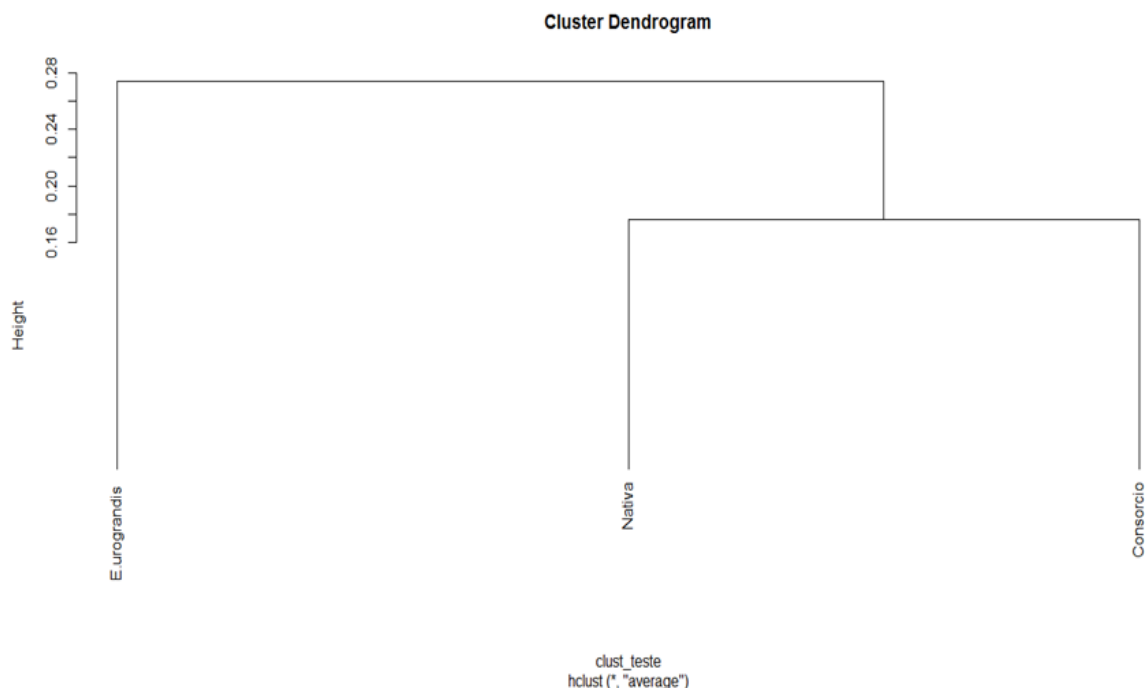 Cluster Dendrogram
0.28
0.24
0.20
0.16
Height
E.urograndis
Nativa
Consorcio
clust_teste
hclust (*, "average")